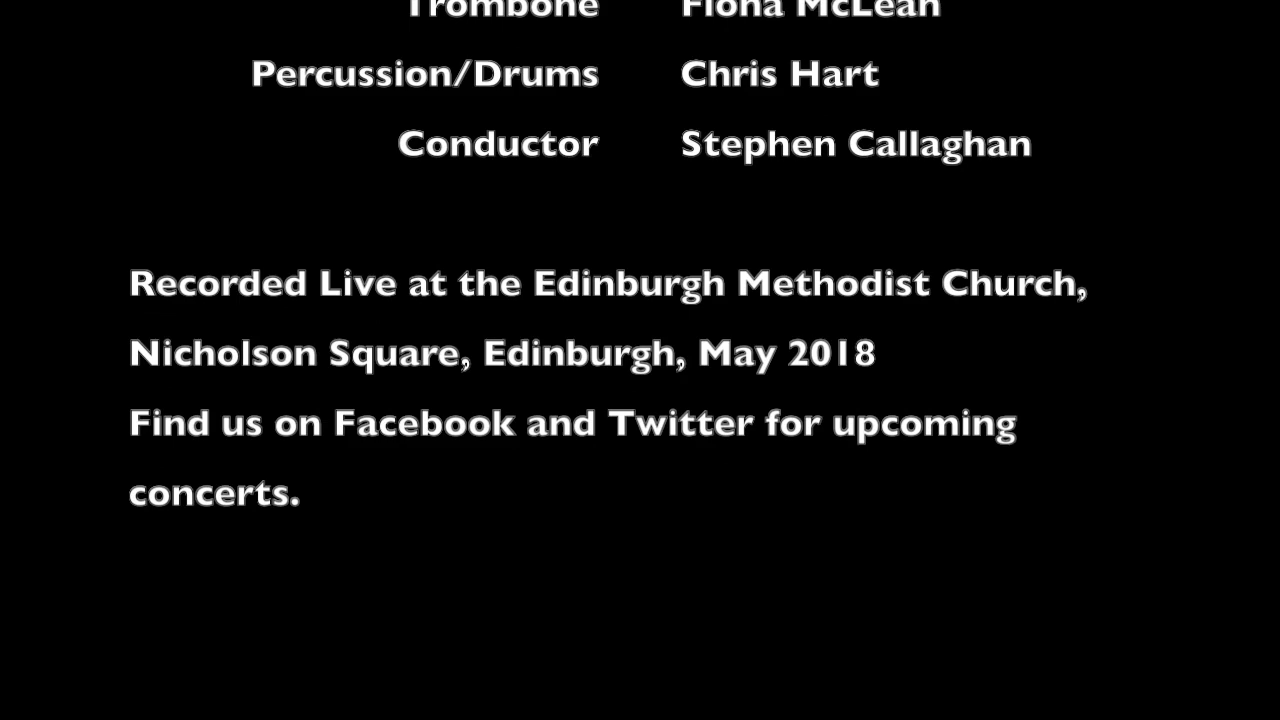 Trombone Fiona McLean
Percussion/Drums Chris Hart
Conductor Stephen Callaghan
Recorded Live at the Edinburgh Methodist Church,
Nicholson Square, Edinburgh, May 2018
Find us on Facebook and Twitter for upcoming
concerts.